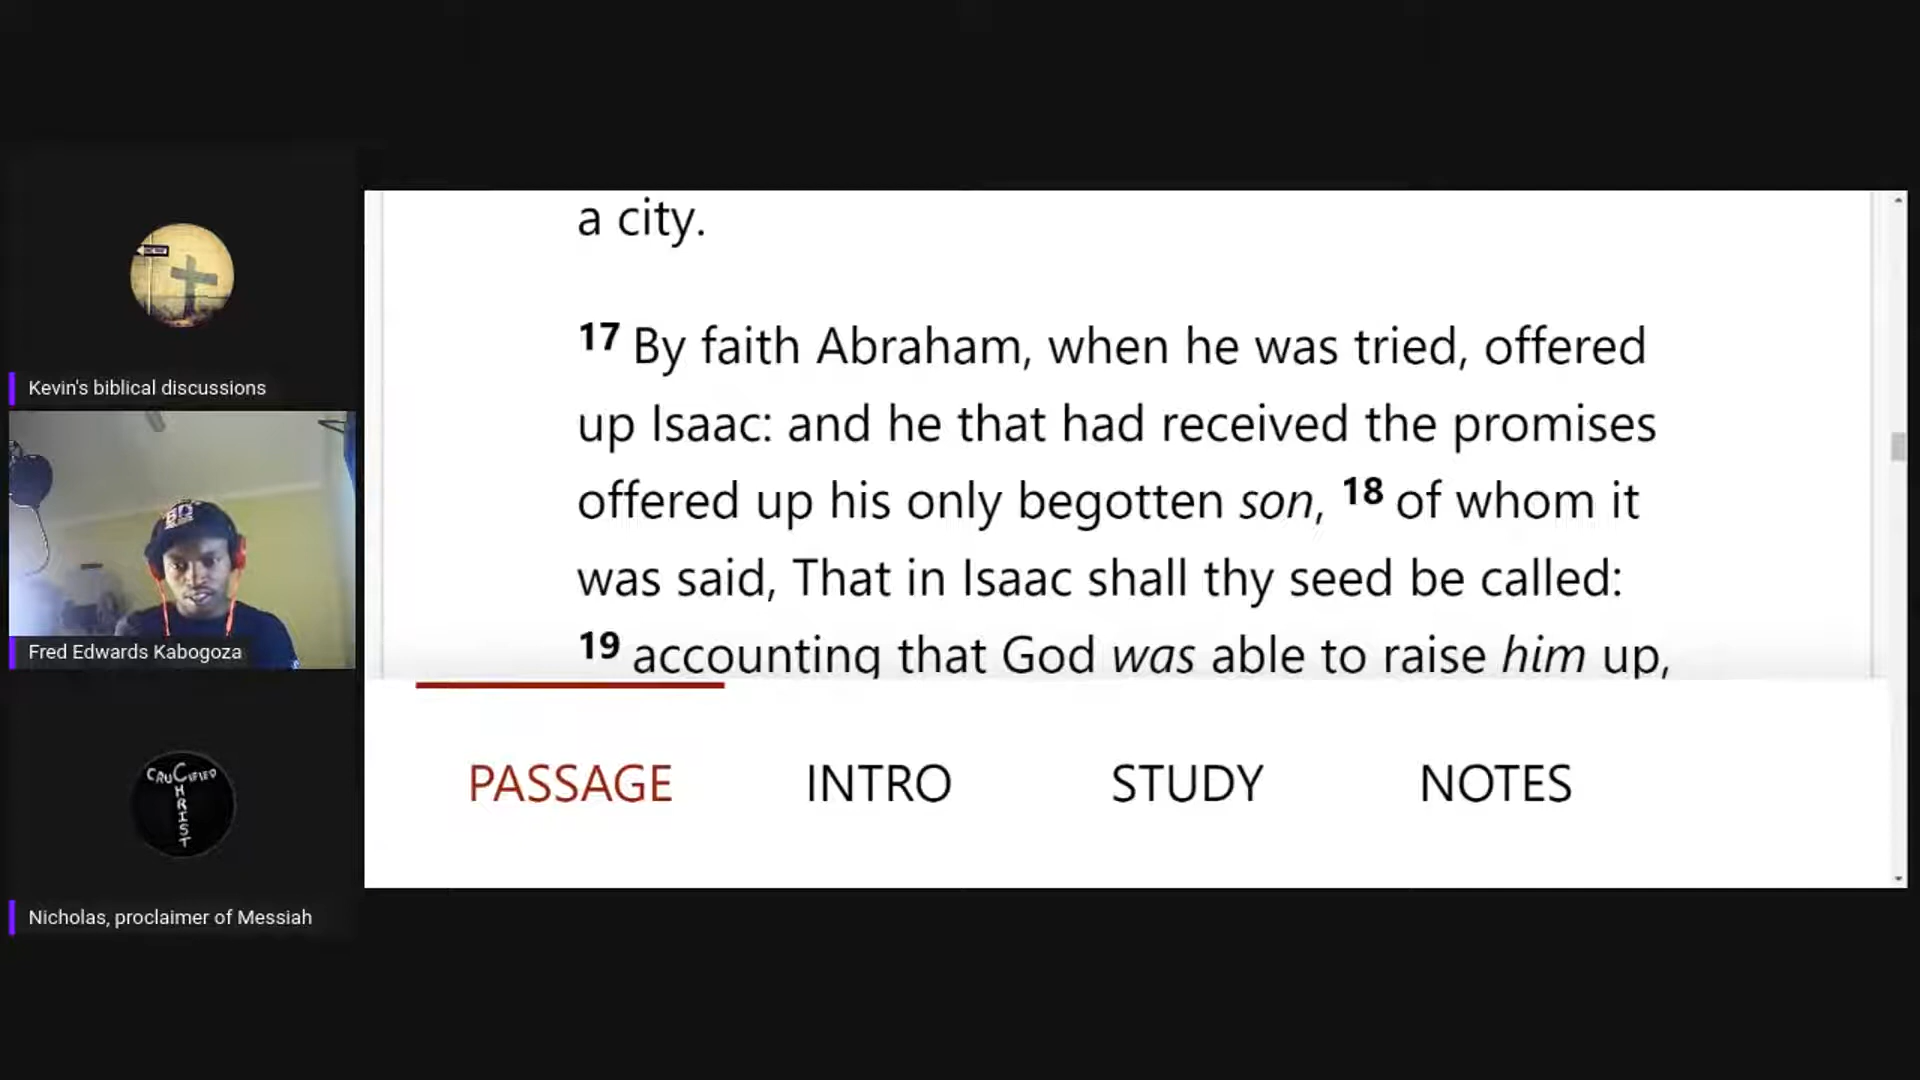 Kevin's biblical discussions
Fred Edwards Kabogoza
CRUCIFIED
CHRIST
Nicholas, proclaimer of Messiah
a city.
17 By faith Abraham, when he was tried, offered
up Isaac: and he that had received the promises
offered up his only begotten son, 18 of whom it
was said, That in Isaac shall thy seed be called:
19 accounting that God was able to raise him up,
PASSAGE INTRO STUDY NOTES